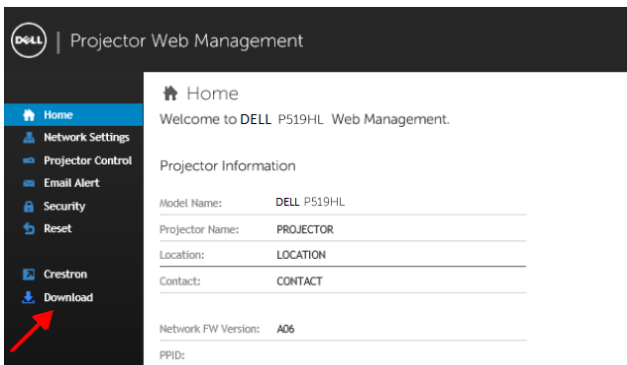 DELL | Projector Web Management
Home
Network Settings
Projector Control
Email Alert
Security
Reset
Crestron
Download
Home
Welcome to DELL P519HL Web Management.
Projector Information
Model Name: DELL P519HL
Projector Name: PROJECTOR
Location: LOCATION
Contact: CONTACT
Network FW Version: A06
PPID: